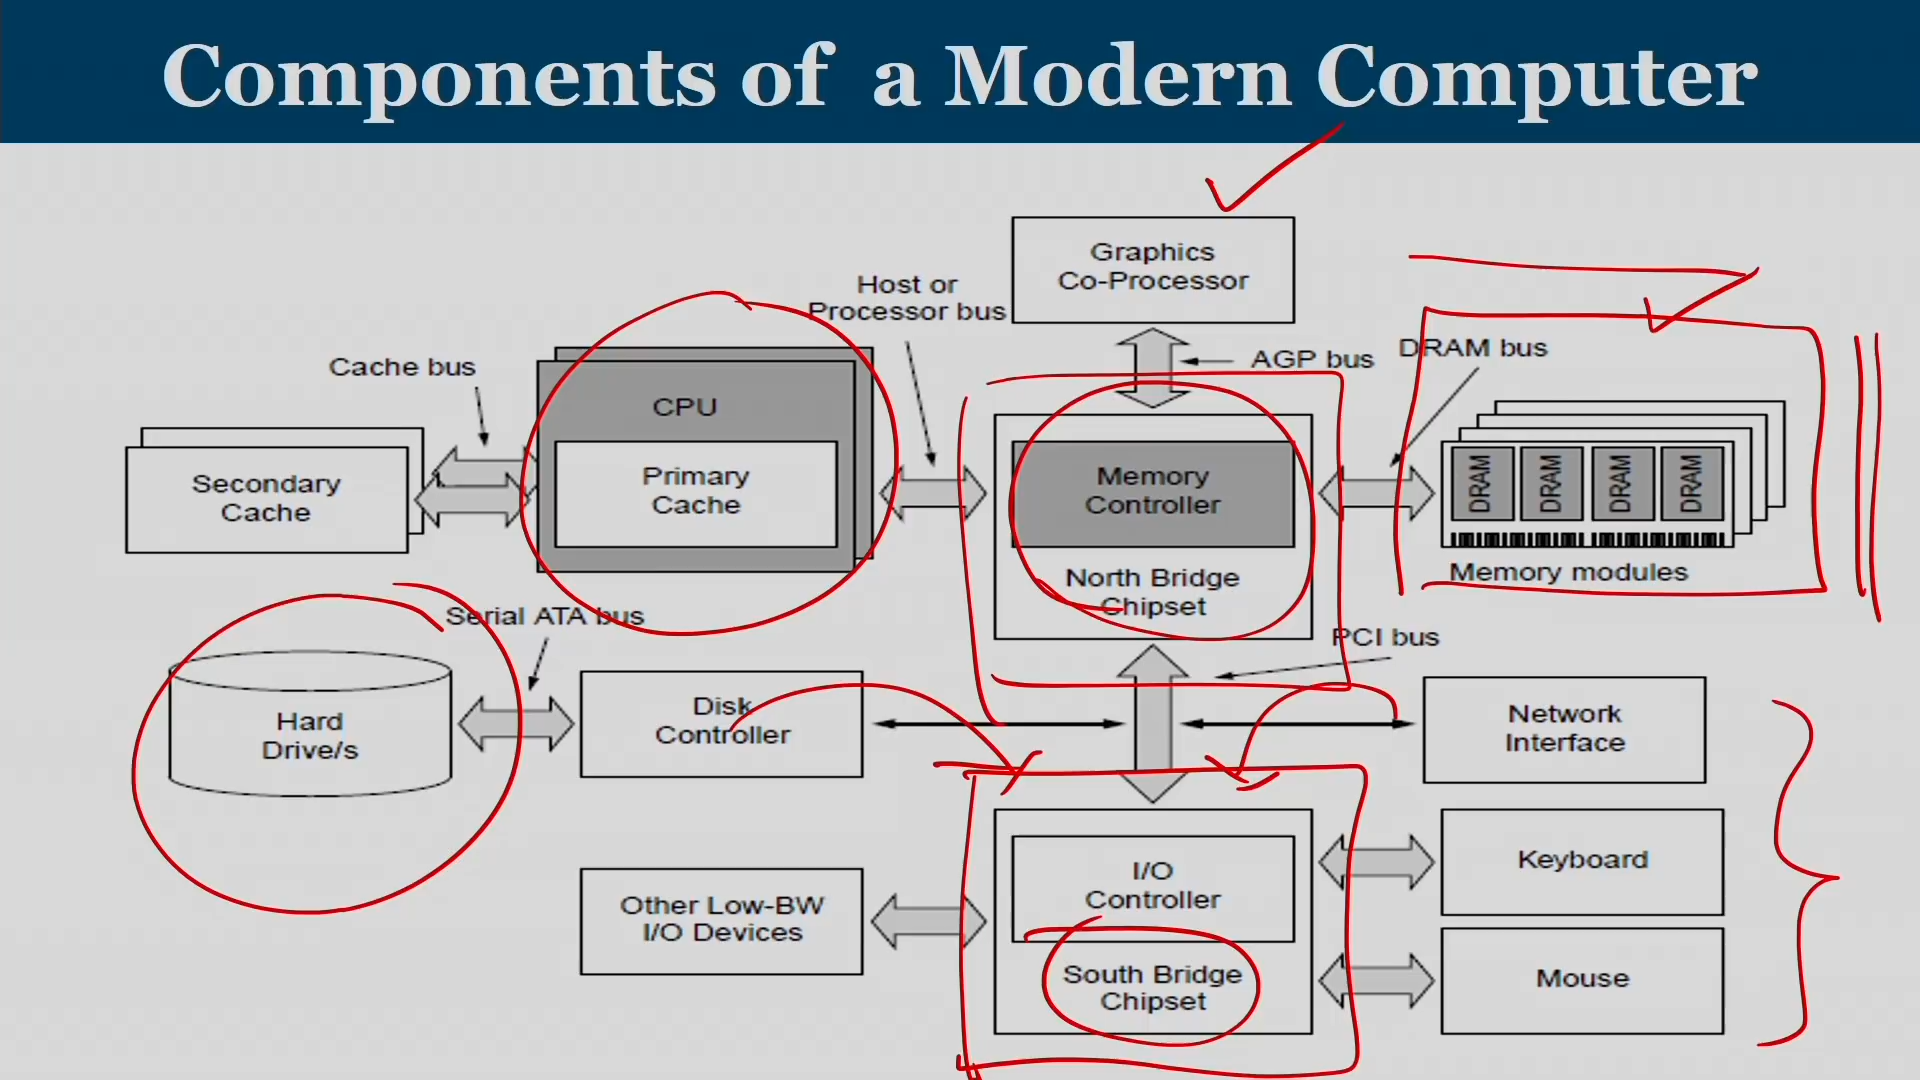 Components of a Modern Computer
Graphics
Co-Processor
Host or
Processor bus
AGP bus
DRAM bus
Cache bus
CPU
Primary
Cache
Secondary
Cache
Memory
Controller
North Bridge
Chipset
DRAM
DRAM
DRAM
DRAM
Memory modules
Serial ATA bus
PCI bus
Hard
Drive/s
Disk
Controller
Network
Interface
Other Low-BW
I/O Devices
I/O
Controller
South Bridge
Chipset
Keyboard
Mouse